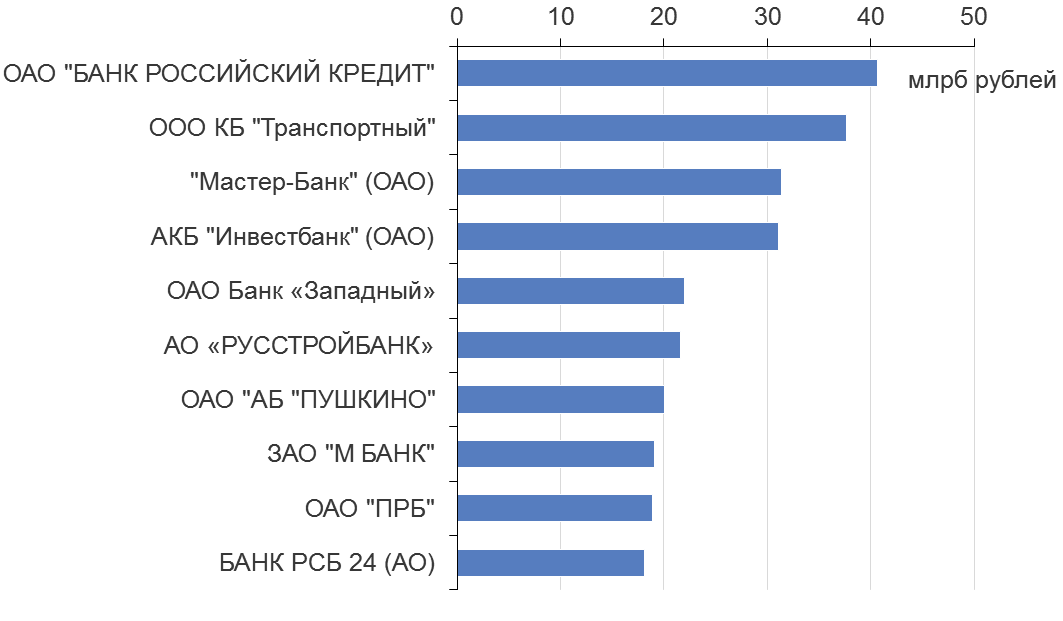 0 10 20 30 40 50
ОАО "БАНК РОССИЙСКИЙ КРЕДИТ"
млрб рублей
ООО КБ "Транспортный"
"Мастер-Банк" (ОАО)
АКБ "Инвестбанк" (ОАО)
ОАО Банк «Западный»
АО «РУССТРОЙБАНК»
ОАО "АБ "ПУШКИНО"
ЗАО "М БАНК"
ОАО "ПРБ"
БАНК РСБ 24 (АО)